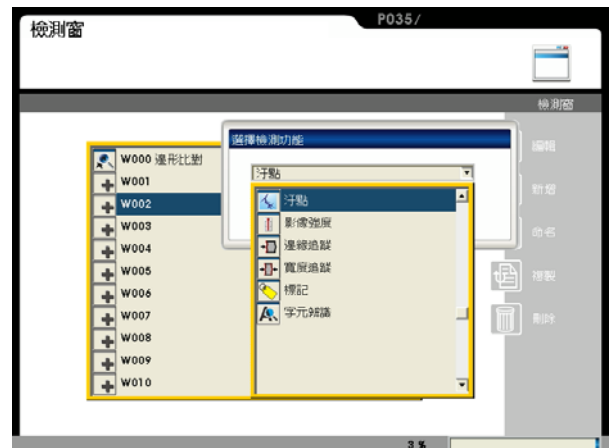 P035/
檢測窗
檢測窗
選擇檢測功能
汙點
W000 邊形比對
W001
W002
W003
W004
W005
W006
W007
W008
W009
W010
汙點
影像強度
邊緣追蹤
寬度追蹤
標記
字元辨識
編輯
新增
命名
複製
刪除
3 %